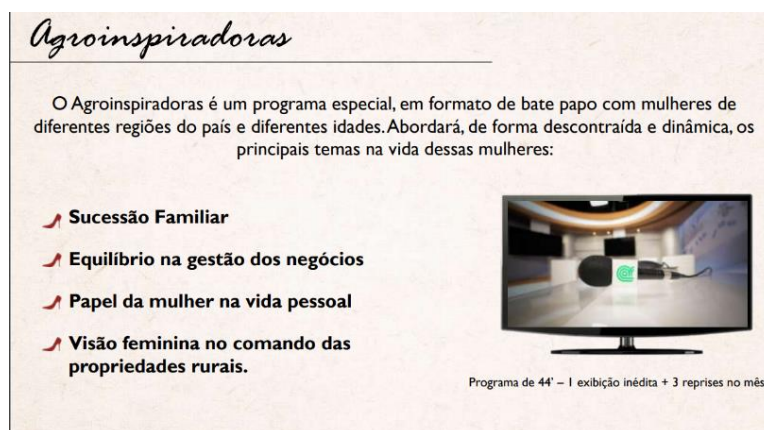 Agroinspiradoras
O Agroinspiradoras é um programa especial, em formato de bate papo com mulheres de
diferentes regiões do país e diferentes idades. Abordará, de forma descontraída e dinâmica, os
principais temas na vida dessas mulheres:
Sucessão Familiar
Equilíbrio na gestão dos negócios
Papel da mulher na vida pessoal
Visão feminina no comando das
propriedades rurais.
Programa de 44' – 1 exibição inédita + 3 reprises no mês